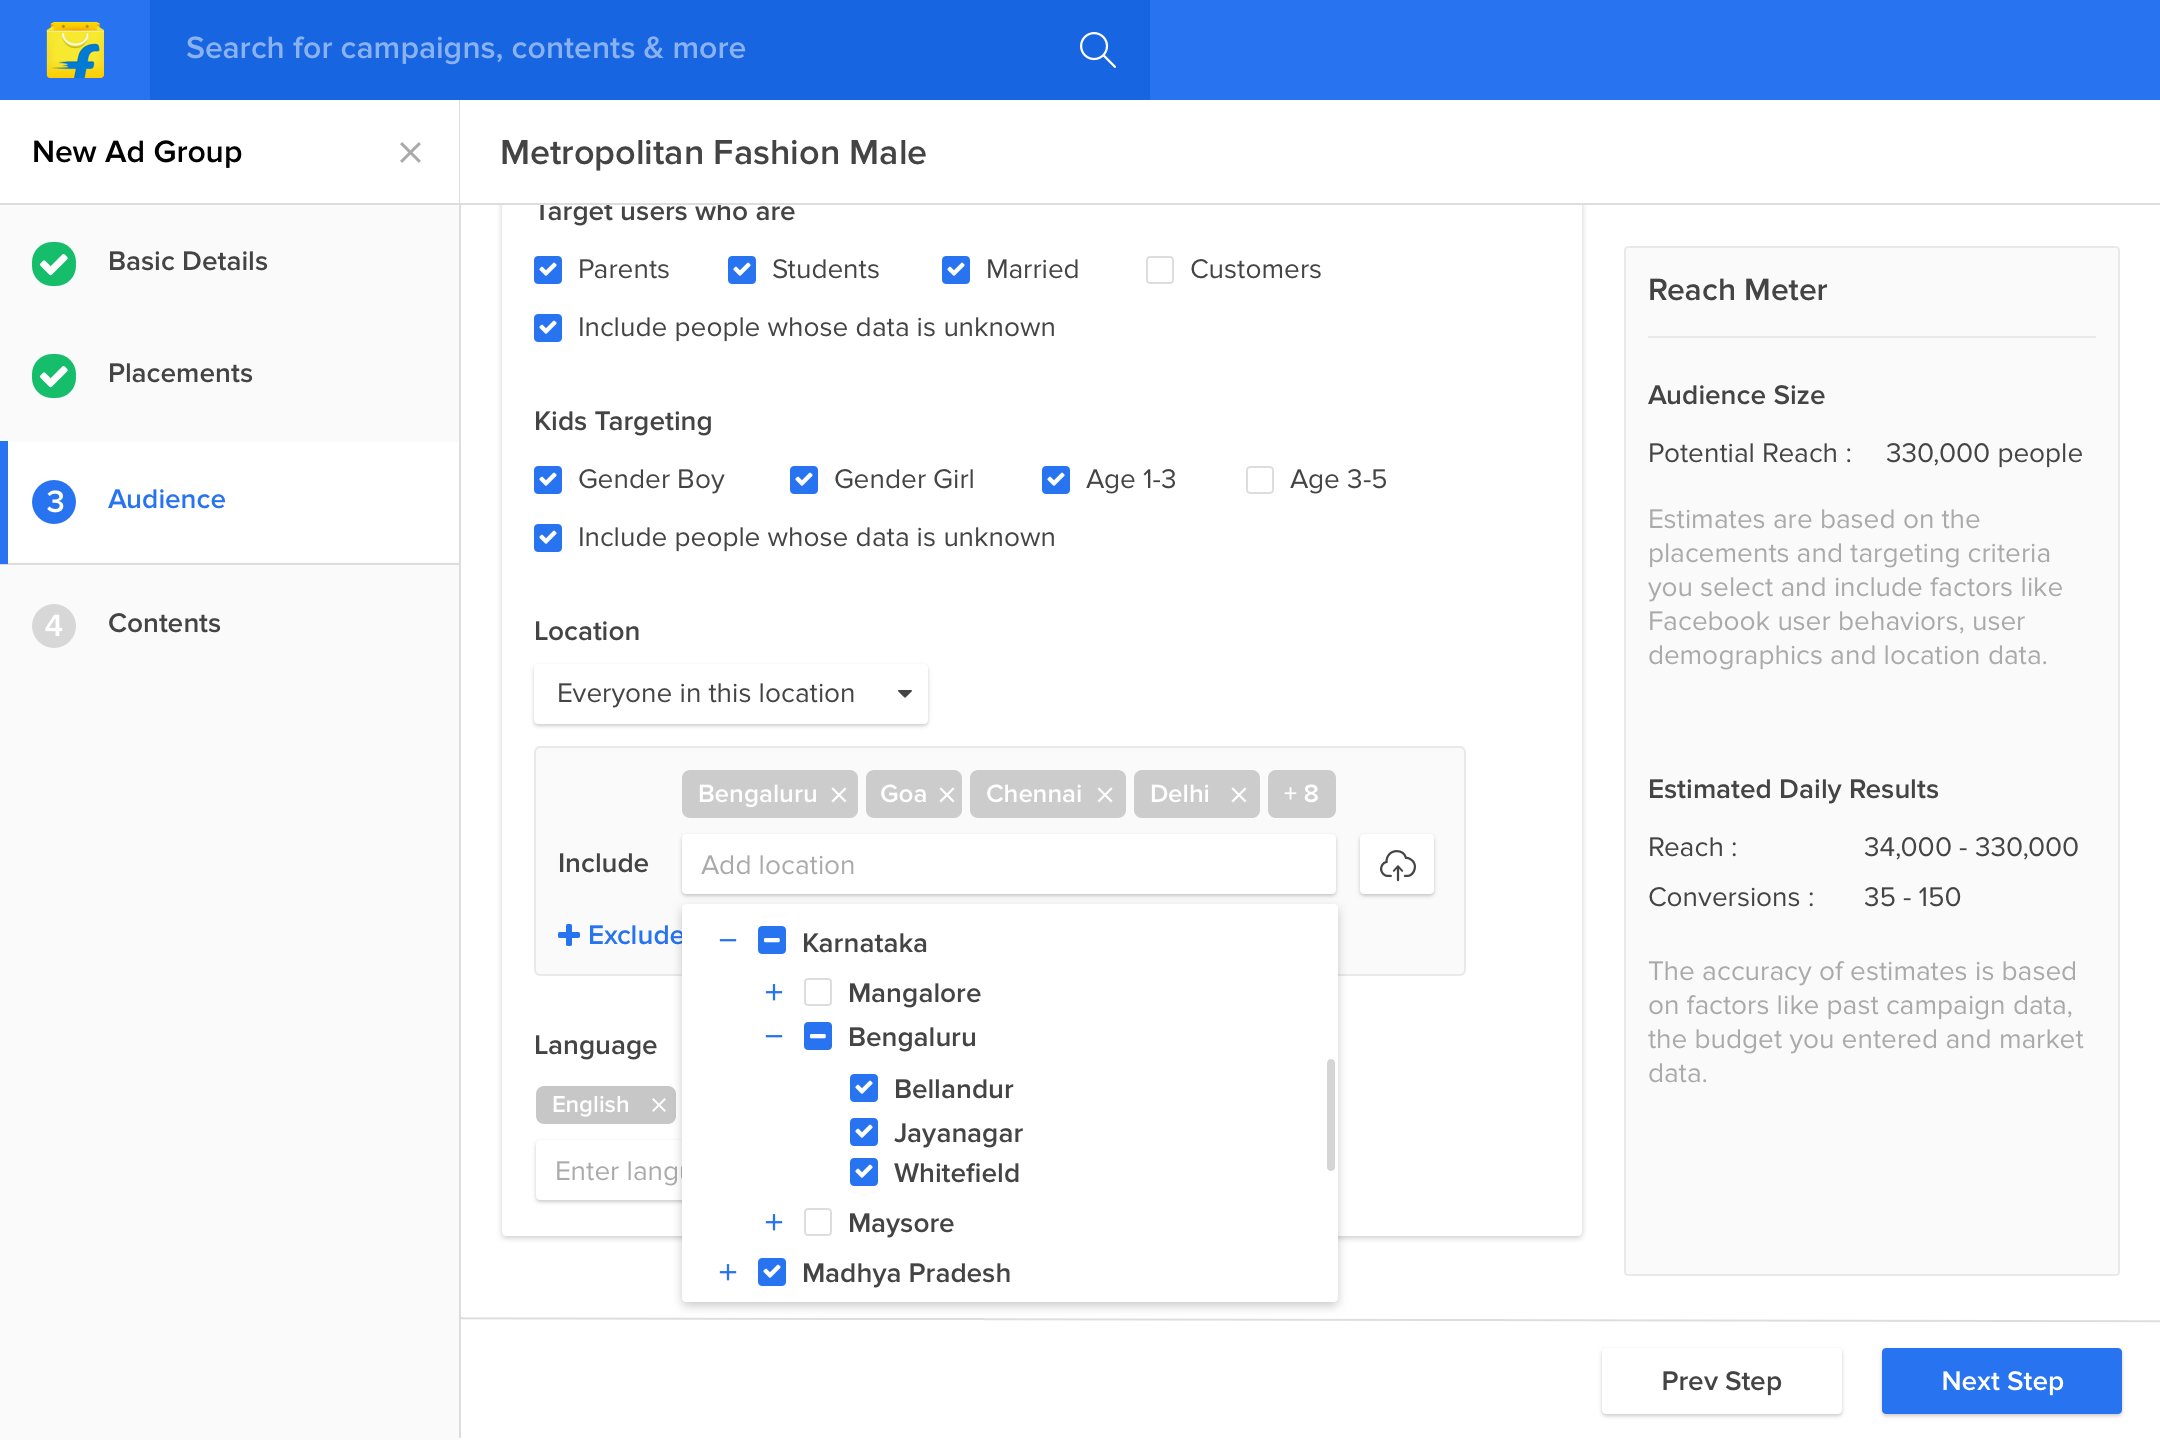 Search for campaigns, contents & more
New Ad Group
Metropolitan Fashion Male
Basic Details
Placements
3 Audience
4 Contents
Target users who are
Parents Students Married Customers
Include people whose data is unknown
Kids Targeting
Gender Boy Gender Girl Age 1-3 Age 3-5
Include people whose data is unknown
Location
Everyone in this location
Bengaluru Goa Chennai Delhi + 8
Include Add location
Exclude
Karnataka
Mangalore
Bengaluru
Bellandur
Jayanagar
Whitefield
Maysore
Madhya Pradesh
Language
English
Enter
Reach Meter
Audience Size
Potential Reach : 330,000 people
Estimates are based on the
placements and targeting criteria
you select and include factors like
Facebook user behaviors, user
demographics and location data.
Estimated Daily Results
Reach : 34,000 - 330,000
Conversions : 35 - 150
The accuracy of estimates is based
on factors like past campaign data,
the budget you entered and market
data.
Prev Step
Next Step